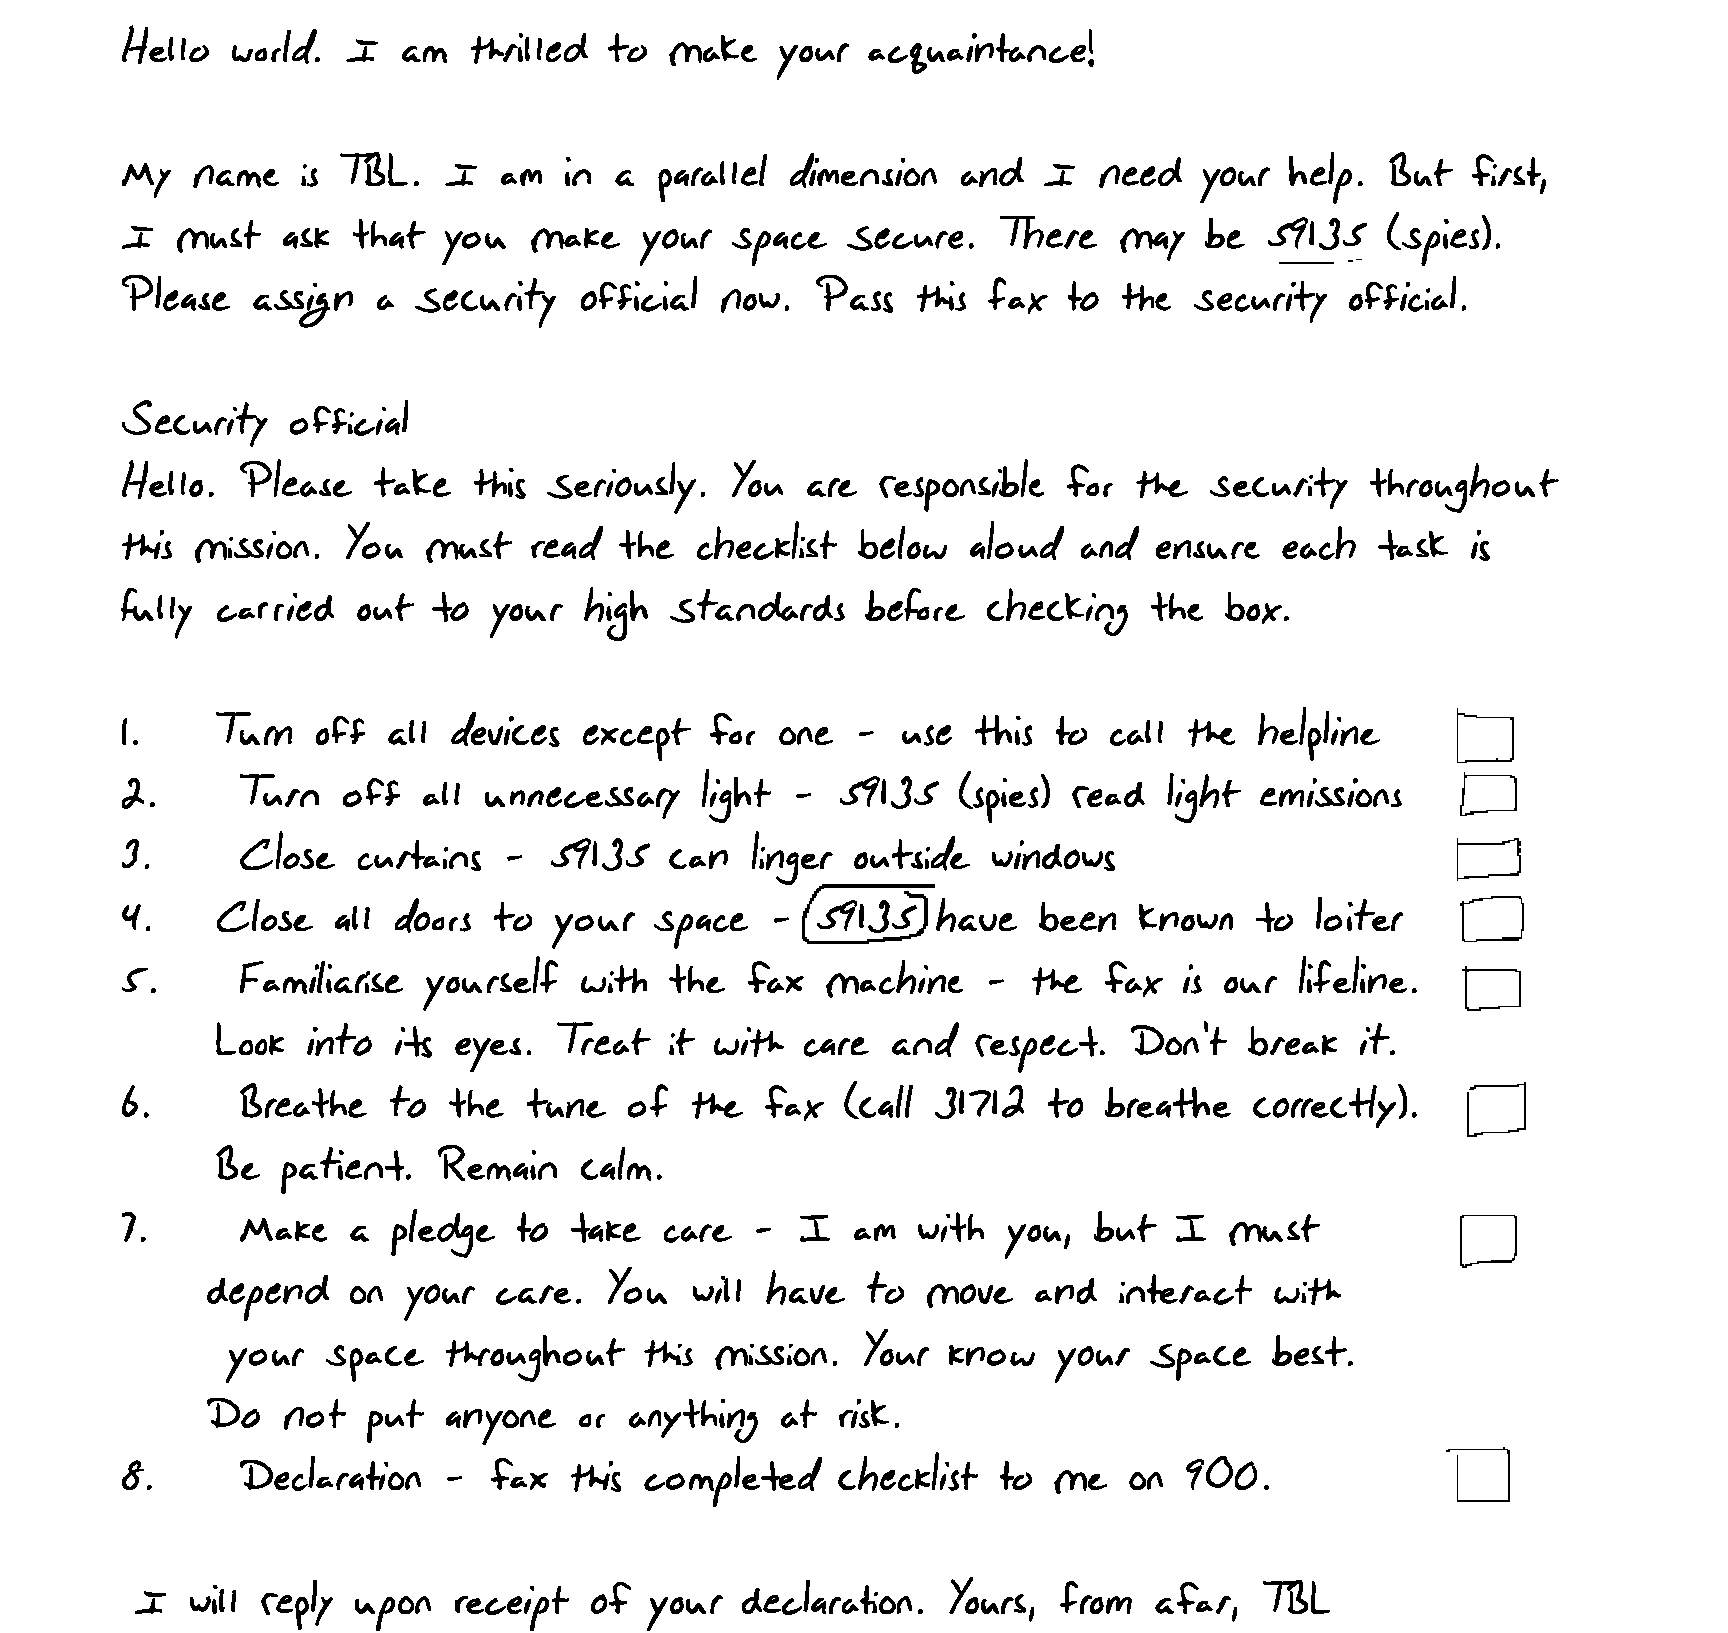 Hello world. I am thrilled to make your acquaintance!
My name is TBL. I am in a parallel dimension and I need your help. But first,
I must ask that you make your space secure. There may be 59135 (spies).
Please assign a security official now. Pass this fax to the security official.
Security official
Hello. Please take this seriously. You are responsible for the security throughout
this mission. You must read the checklist below aloud and ensure each task is
fully carried out to your high standards before checking the box.
1. Turn off all devices except for one - use this to call the helpline
2. Turn off all unnecessary light - 59135 (spies) read light emissions
3. Close curtains - 59135 can linger outside windows
4. Close all doors to your space - 59135 have been known to loiter
5. Familiarise yourself with the fax machine - the fax is our lifeline.
Look into its eyes. Treat it with care and respect. Don't break it.
6. Breathe to the tune of the fax (call 31712 to breathe correctly).
Be patient. Remain calm.
7. Make a pledge to take care - I am with you, but I must
depend on your care. You will have to move and interact with
your space throughout this mission. Your know your space best.
Do not put anyone or anything at risk.
8. Declaration - fax this completed checklist to me on 900.
I will reply upon receipt of your declaration. Yours, from afar, TBL